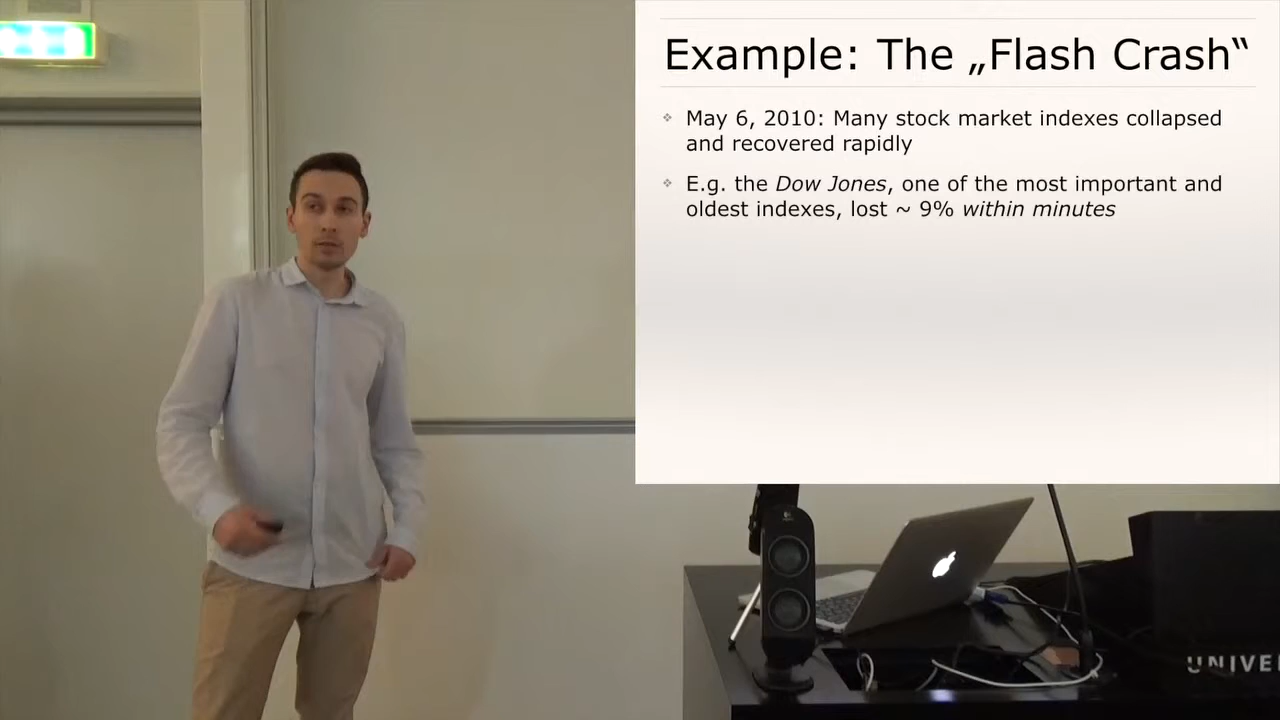 Example: The „Flash Crash“
May 6, 2010: Many stock market indexes collapsed
and recovered rapidly
E.g. the Dow Jones, one of the most important and
oldest indexes, lost ~ 9% within minutes
UNIVE